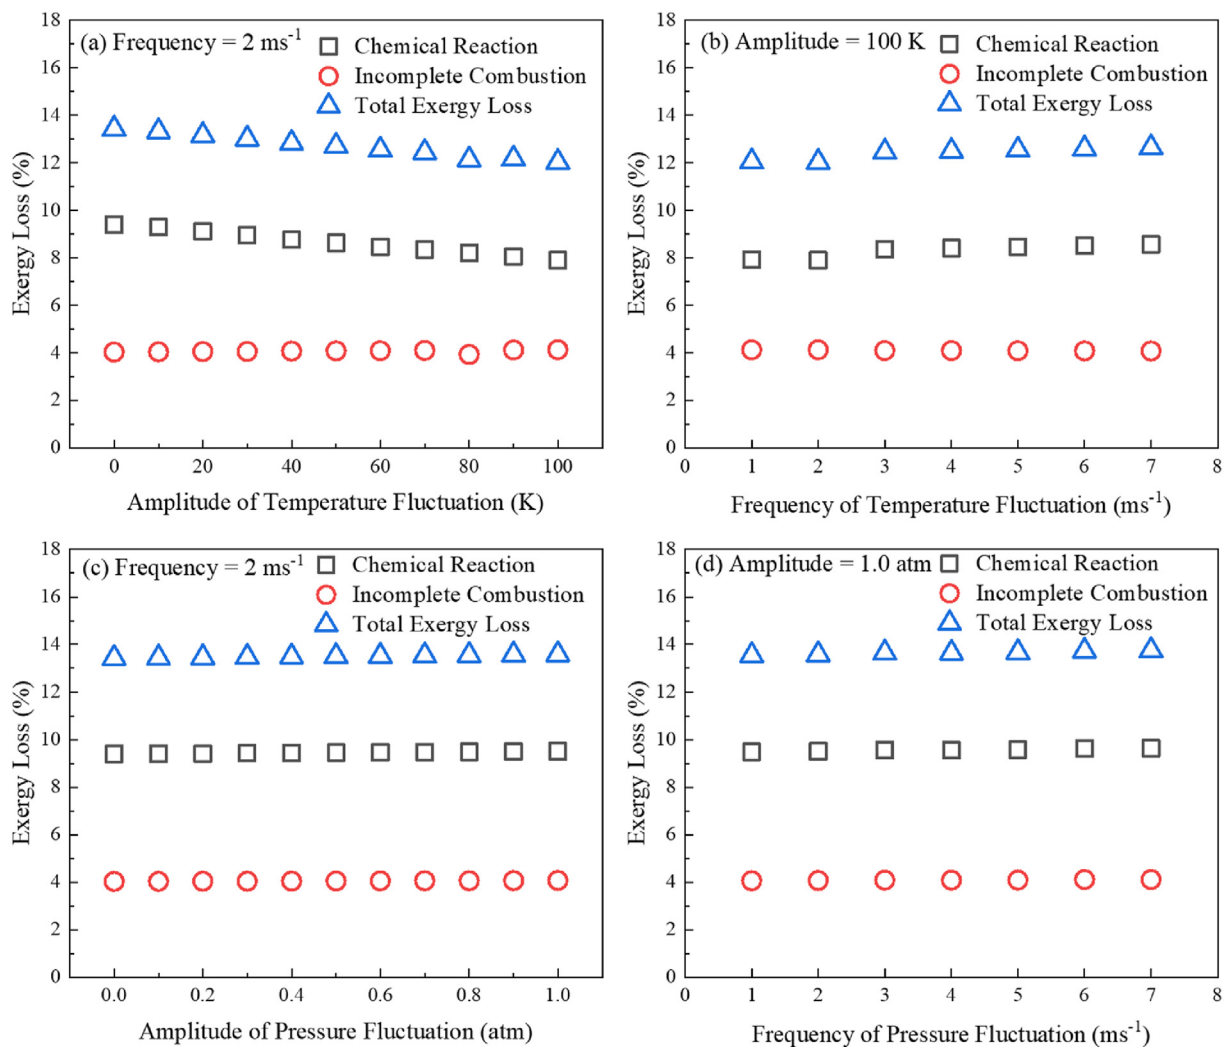 (a) Frequency = 2 ms⁻¹
Chemical Reaction
Incomplete Combustion
Total Exergy Loss
18
16
14
12
10
8
6
4
2
0
Exergy Loss (%)
0 20 40 60 80 100
Amplitude of Temperature Fluctuation (K)
(b) Amplitude = 100 K
Chemical Reaction
Incomplete Combustion
Total Exergy Loss
18
16
14
12
10
8
6
4
2
0
Exergy Loss (%)
0 1 2 3 4 5 6 7 8
Frequency of Temperature Fluctuation (ms⁻¹)
(c) Frequency = 2 ms⁻¹
Chemical Reaction
Incomplete Combustion
Total Exergy Loss
18
16
14
12
10
8
6
4
2
0
Exergy Loss (%)
0.0 0.2 0.4 0.6 0.8 1.0
Amplitude of Pressure Fluctuation (atm)
(d) Amplitude = 1.0 atm
Chemical Reaction
Incomplete Combustion
Total Exergy Loss
18
16
14
12
10
8
6
4
2
0
Exergy Loss (%)
0 1 2 3 4 5 6 7 8
Frequency of Pressure Fluctuation (ms⁻¹)